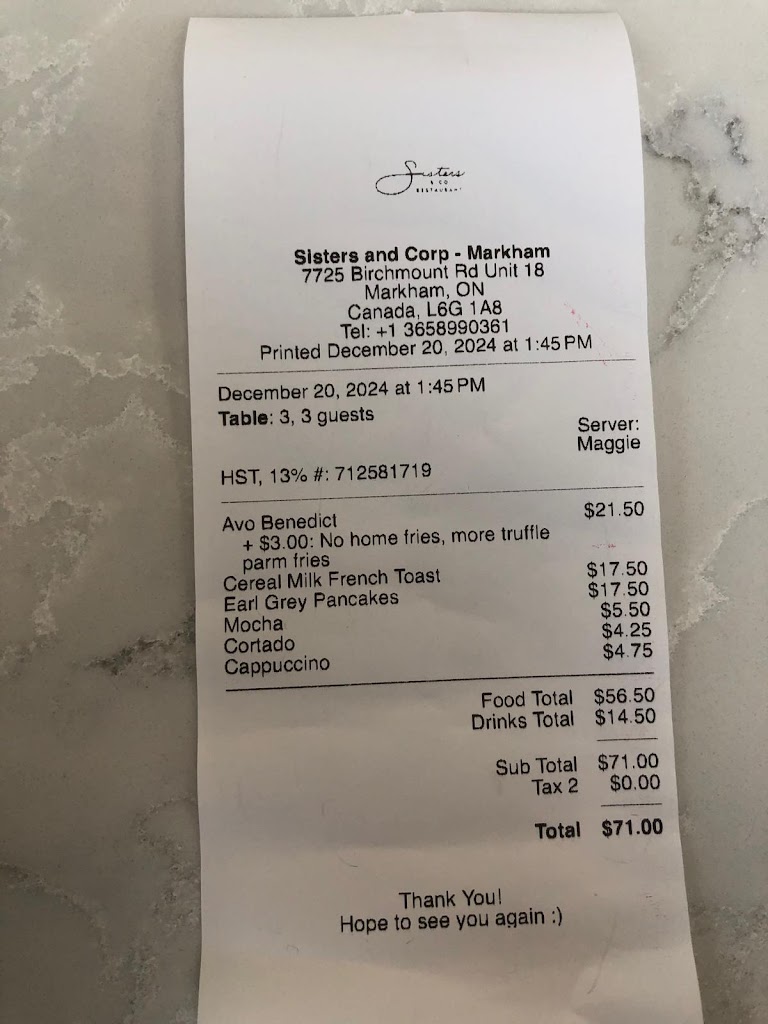 Sisters
& CO
RESTAURANT
Sisters and Corp - Markham
7725 Birchmount Rd Unit 18
Markham, ON
Canada, L6G 1A8
Tel: +1 3658990361
Printed December 20, 2024 at 1:45 PM
December 20, 2024 at 1:45 PM
Table: 3, 3 guests
Server:
Maggie
HST, 13% #: 712581719
Avo Benedict $21.50
+ $3.00: No home fries, more truffle
parm fries
Cereal Milk French Toast $17.50
Earl Grey Pancakes $17.50
Mocha $5.50
Cortado $4.25
Cappuccino $4.75
Food Total $56.50
Drinks Total $14.50
Sub Total $71.00
Tax 2 $0.00
Total $71.00
Thank You!
Hope to see you again :)